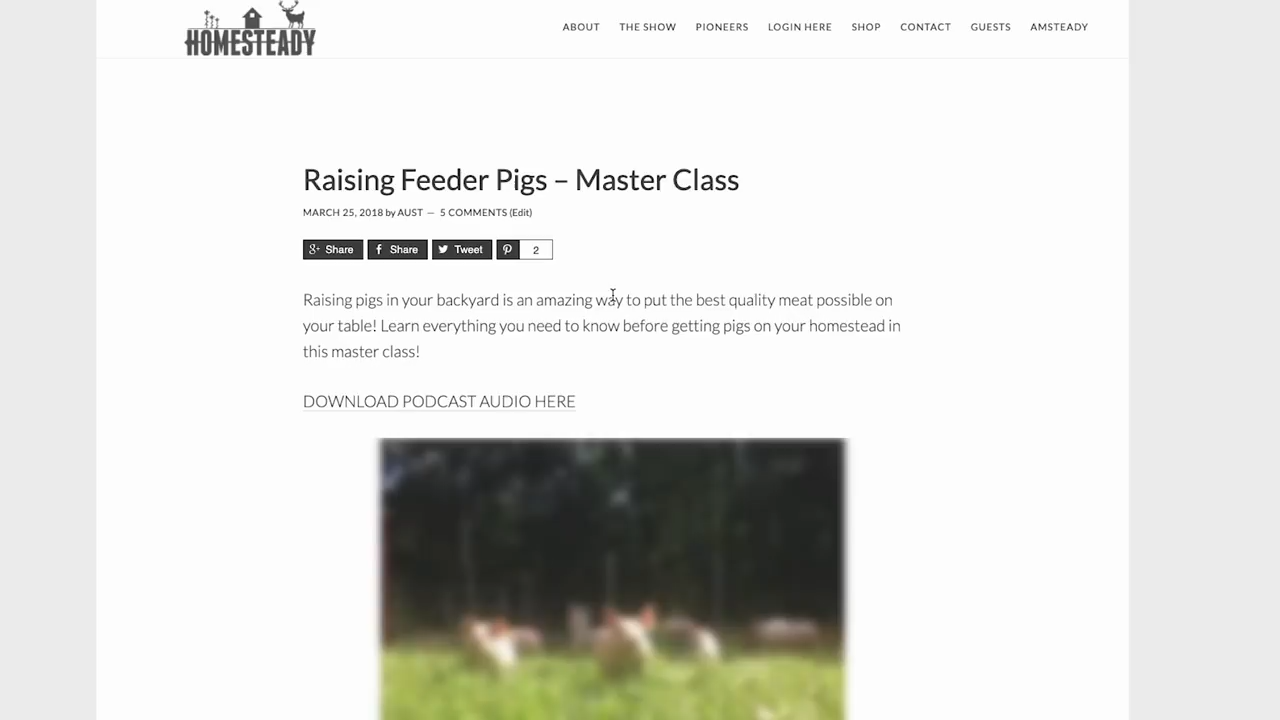 HOMESTEADY
ABOUT THE SHOW PIONEERS LOGIN HERE SHOP CONTACT GUESTS AMSTEADY
Raising Feeder Pigs – Master Class
MARCH 25, 2018 by AUST — 5 COMMENTS (Edit)
Share Share Tweet 2
Raising pigs in your backyard is an amazing way to put the best quality meat possible on
your table! Learn everything you need to know before getting pigs on your homestead in
this master class!
DOWNLOAD PODCAST AUDIO HERE